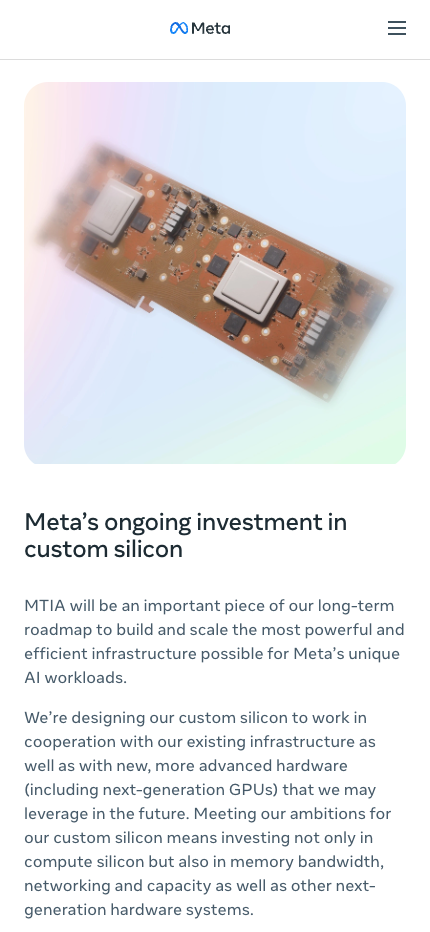 Meta
Meta’s ongoing investment in
custom silicon
MTIA will be an important piece of our long-term
roadmap to build and scale the most powerful and
efficient infrastructure possible for Meta’s unique
AI workloads.
We’re designing our custom silicon to work in
cooperation with our existing infrastructure as
well as with new, more advanced hardware
(including next-generation GPUs) that we may
leverage in the future. Meeting our ambitions for
our custom silicon means investing not only in
compute silicon but also in memory bandwidth,
networking and capacity as well as other next-
generation hardware systems.